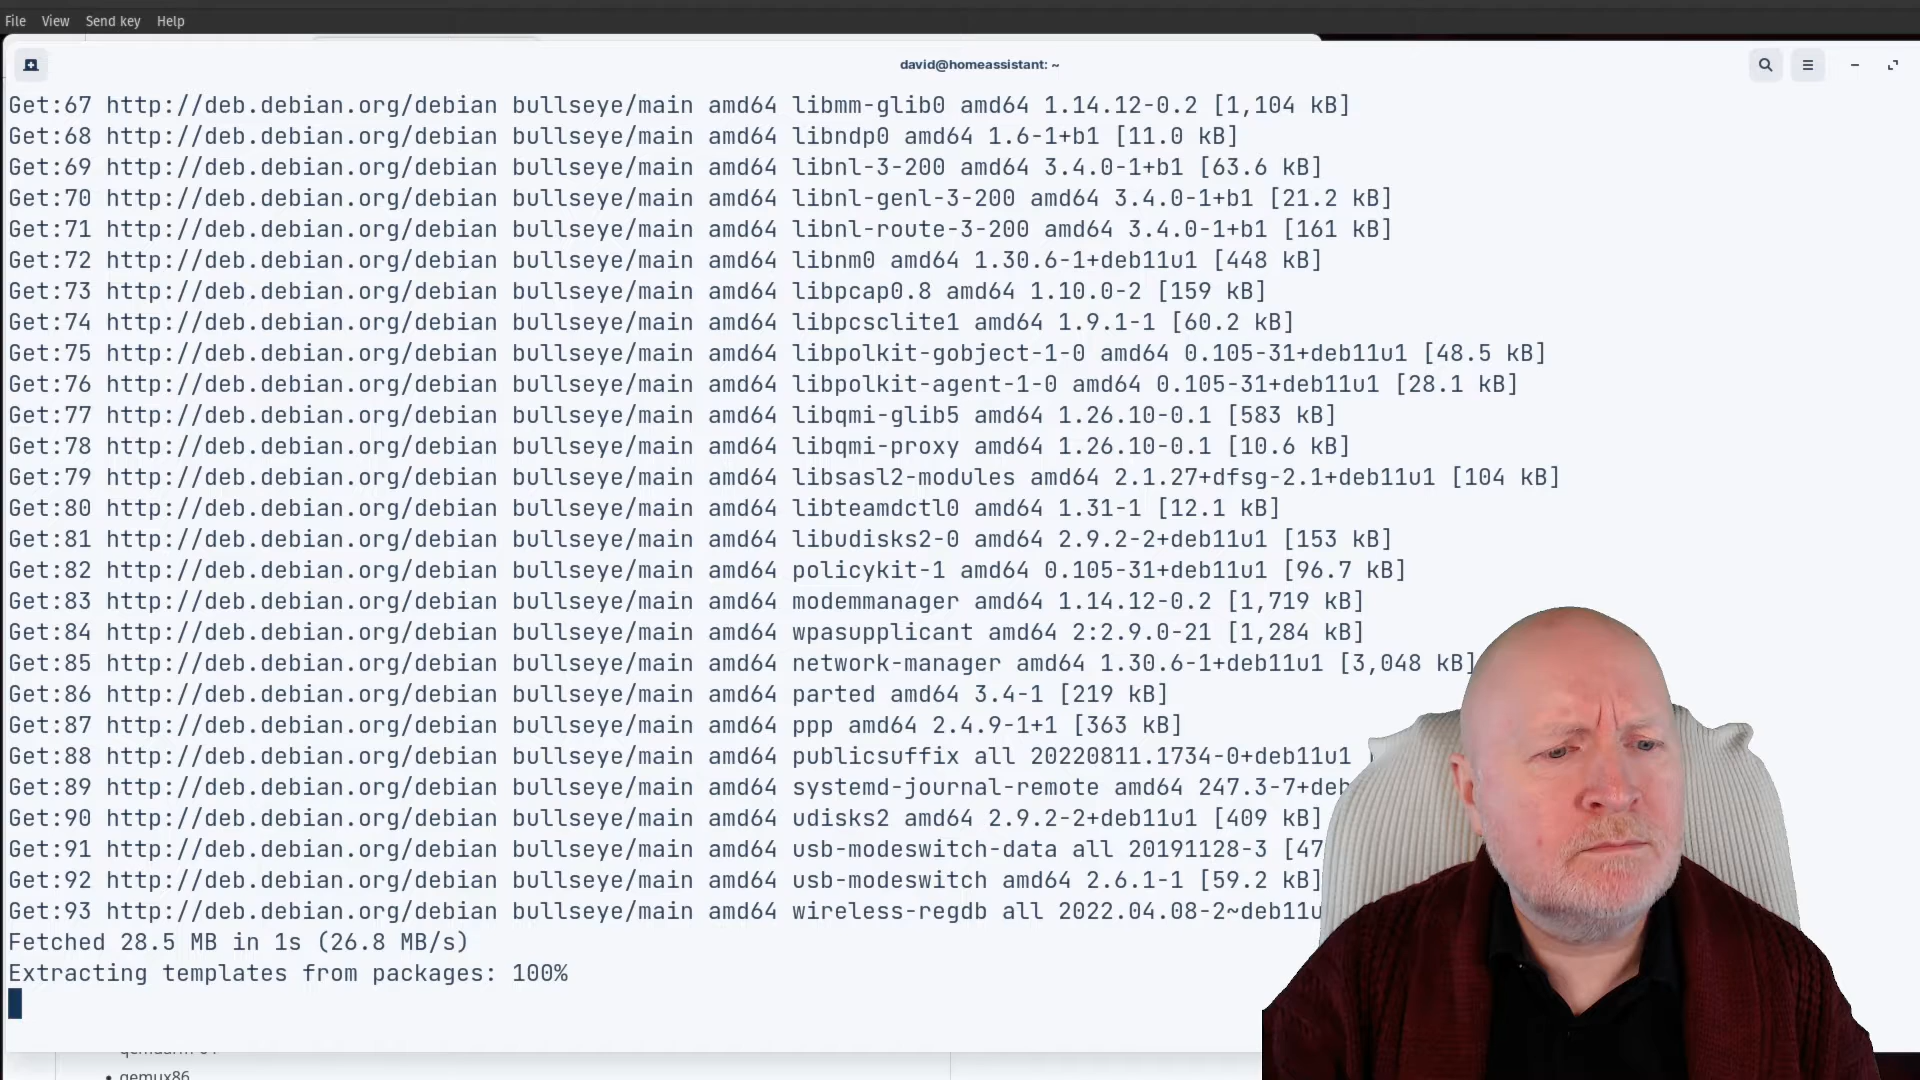 File View Send key Help
david@homeassistant: ~
Get:67 http://deb.debian.org/debian bullseye/main amd64 libmm-glib0 amd64 1.14.12-0.2 [1,104 kB]
Get:68 http://deb.debian.org/debian bullseye/main amd64 libndp0 amd64 1.6-1+b1 [11.0 kB]
Get:69 http://deb.debian.org/debian bullseye/main amd64 libnl-3-200 amd64 3.4.0-1+b1 [63.6 kB]
Get:70 http://deb.debian.org/debian bullseye/main amd64 libnl-genl-3-200 amd64 3.4.0-1+b1 [21.2 kB]
Get:71 http://deb.debian.org/debian bullseye/main amd64 libnl-route-3-200 amd64 3.4.0-1+b1 [161 kB]
Get:72 http://deb.debian.org/debian bullseye/main amd64 libnm0 amd64 1.30.6-1+deb11u1 [448 kB]
Get:73 http://deb.debian.org/debian bullseye/main amd64 libpcap0.8 amd64 1.10.0-2 [159 kB]
Get:74 http://deb.debian.org/debian bullseye/main amd64 libpcsclite1 amd64 1.9.1-1 [60.2 kB]
Get:75 http://deb.debian.org/debian bullseye/main amd64 libpolkit-gobject-1-0 amd64 0.105-31+deb11u1 [48.5 kB]
Get:76 http://deb.debian.org/debian bullseye/main amd64 libpolkit-agent-1-0 amd64 0.105-31+deb11u1 [28.1 kB]
Get:77 http://deb.debian.org/debian bullseye/main amd64 libqmi-glib5 amd64 1.26.10-0.1 [583 kB]
Get:78 http://deb.debian.org/debian bullseye/main amd64 libqmi-proxy amd64 1.26.10-0.1 [10.6 kB]
Get:79 http://deb.debian.org/debian bullseye/main amd64 libsasl2-modules amd64 2.1.27+dfsg-2.1+deb11u1 [104 kB]
Get:80 http://deb.debian.org/debian bullseye/main amd64 libteamdctl0 amd64 1.31-1 [12.1 kB]
Get:81 http://deb.debian.org/debian bullseye/main amd64 libudisks2-0 amd64 2.9.2-2+deb11u1 [153 kB]
Get:82 http://deb.debian.org/debian bullseye/main amd64 policykit-1 amd64 0.105-31+deb11u1 [96.7 kB]
Get:83 http://deb.debian.org/debian bullseye/main amd64 modemmanager amd64 1.14.12-0.2 [1,719 kB]
Get:84 http://deb.debian.org/debian bullseye/main amd64 wpasupplicant amd64 2:2.9.0-21 [1,284 kB]
Get:85 http://deb.debian.org/debian bullseye/main amd64 network-manager amd64 1.30.6-1+deb11u1 [3,048 kB]
Get:86 http://deb.debian.org/debian bullseye/main amd64 parted amd64 3.4-1 [219 kB]
Get:87 http://deb.debian.org/debian bullseye/main amd64 ppp amd64 2.4.9-1+1 [363 kB]
Get:88 http://deb.debian.org/debian bullseye/main amd64 publicsuffix all 20220811.1734-0+deb11u1
Get:89 http://deb.debian.org/debian bullseye/main amd64 systemd-journal-remote amd64 247.3-7+deb
Get:90 http://deb.debian.org/debian bullseye/main amd64 udisks2 amd64 2.9.2-2+deb11u1 [409 kB]
Get:91 http://deb.debian.org/debian bullseye/main amd64 usb-modeswitch-data all 20191128-3 [47
Get:92 http://deb.debian.org/debian bullseye/main amd64 usb-modeswitch amd64 2.6.1-1 [59.2 kB]
Get:93 http://deb.debian.org/debian bullseye/main amd64 wireless-regdb all 2022.04.08-2~deb11u
Fetched 28.5 MB in 1s (26.8 MB/s)
Extracting templates from packages: 100%
• qemux86